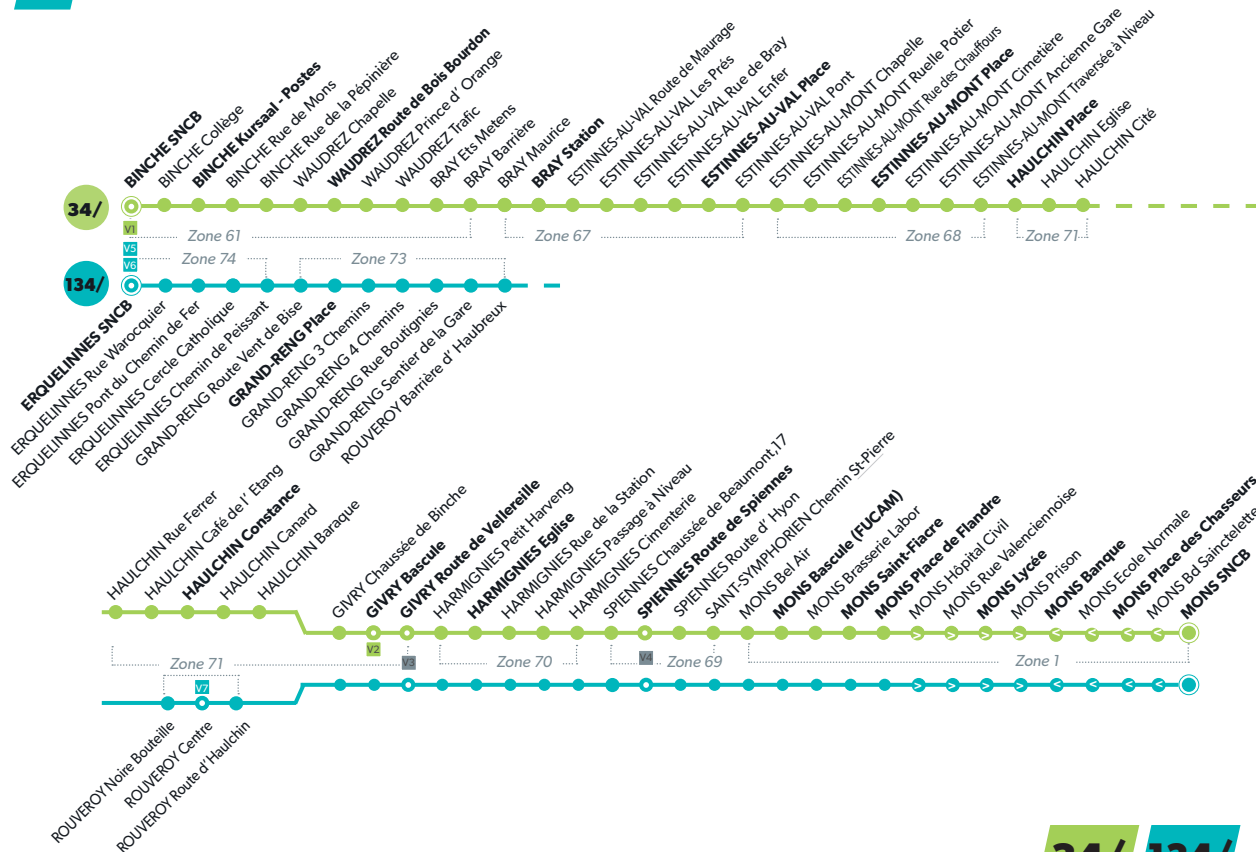 BINCHE SNCB
BINCHE Collège
BINCHE Kursaal - Postes
BINCHE Rue de Mons
BINCHE Rue de la Pépinière
WAUDREZ Chapelle
WAUDREZ Route de Bois Bourdon
WAUDREZ Prince d' Orange
WAUDREZ Trafic
BRAY Ets Metens
BRAY Barrière
BRAY Maurice
BRAY Station
ESTINNES-AU-VAL Route de Maurage
ESTINNES-AU-VAL Les Prés
ESTINNES-AU-VAL Rue de Bray
ESTINNES-AU-VAL Enfer
ESTINNES-AU-VAL Place
ESTINNES-AU-VAL Pont
ESTINNES-AU-MONT Chapelle
ESTINNES-AU-MONT Ruelle Potier
ESTINNES-AU-MONT Rue des Chauffours
ESTINNES-AU-MONT Place
ESTINNES-AU-MONT Cimetière
ESTINNES-AU-MONT Ancienne Gare
ESTINNES-AU-MONT Traversée à Niveau
HAULCHIN Place
HAULCHIN Eglise
HAULCHIN Cité
34/
V1
Zone 61
Zone 67
Zone 68
Zone 71
V5
V6
Zone 74
Zone 73
134/
ERQUELINNES SNCB
ERQUELINNES Rue Warocquier
ERQUELINNES Pont du Chemin de Fer
ERQUELINNES Cercle Catholique
ERQUELINNES Chemin de Peissant
GRAND-RENG Route Vent de Bise
GRAND-RENG Place
GRAND-RENG 3 Chemins
GRAND-RENG 4 Chemins
GRAND-RENG Rue Boutignies
GRAND-RENG Sentier de la Gare
ROUVEROY Barrière d' Haubreux
HAULCHIN Rue Ferrer
HAULCHIN Café de l' Etang
HAULCHIN Constance
HAULCHIN Canard
HAULCHIN Baraque
GIVRY Chaussée de Binche
GIVRY Bascule
GIVRY Route de Vellereille
HARMIGNIES Petit Harveng
HARMIGNIES Eglise
HARMIGNIES Rue de la Station
HARMIGNIES Passage à Niveau
HARMIGNIES Cimenterie
SPIENNES Chaussée de Beaumont,17
SPIENNES Route de Spiennes
SPIENNES Route d' Hyon
SAINT-SYMPHORIEN Chemin St-Pierre
MONS Bel Air
MONS Bascule (FUCAM)
MONS Brasserie Labor
MONS Saint-Fiacre
MONS Place de Flandre
MONS Hôpital Civil
MONS Rue Valenciennoise
MONS Lycée
MONS Prison
MONS Banque
MONS Ecole Normale
MONS Place des Chasseurs
MONS Bd Sainctelette
MONS SNCB
V2
V3
V4
Zone 71
Zone 70
Zone 69
Zone 1
V7
ROUVEROY Noire Bouteille
ROUVEROY Centre
ROUVEROY Route d' Haulchin
34/ 134/